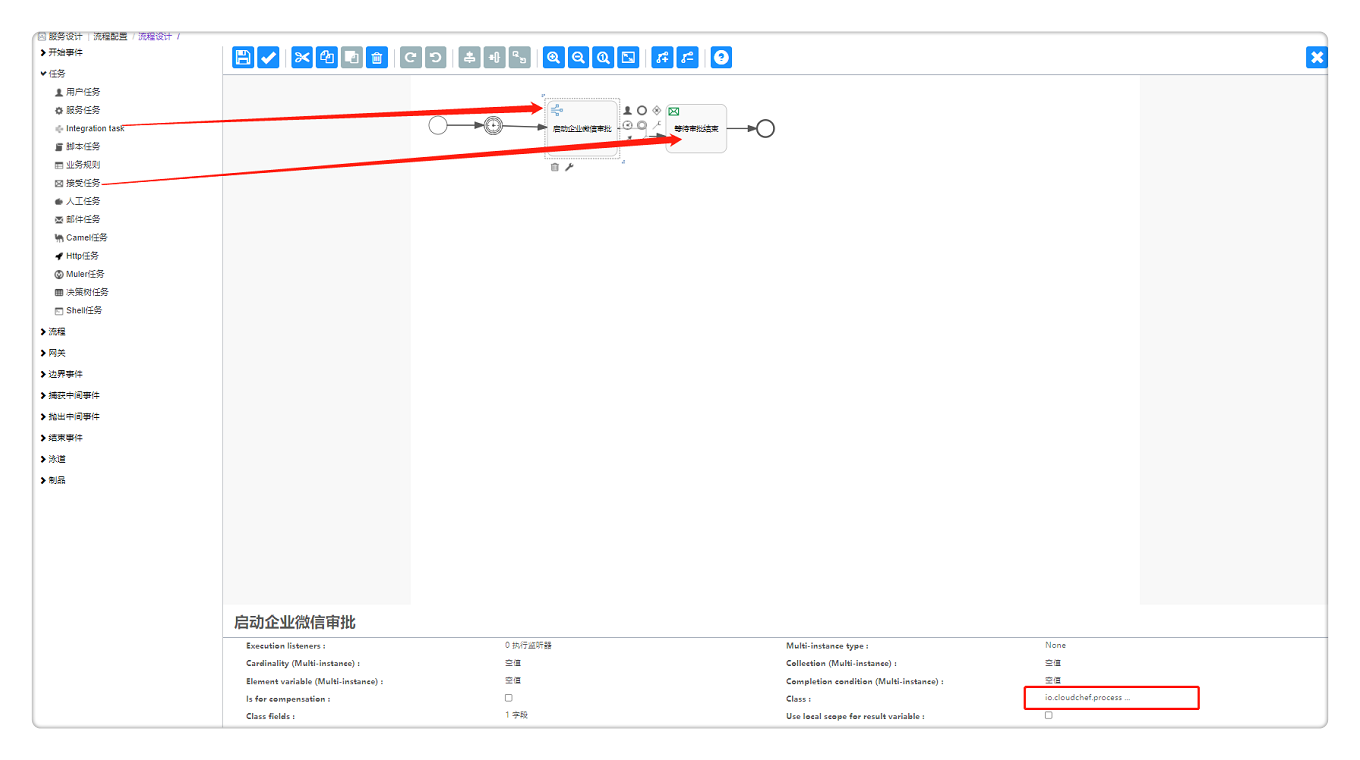 服务设计 / 流程配置 / 流程设计 /
开始事件
任务
用户任务
服务任务
Integration task
脚本任务
业务规则
接受任务
人工任务
邮件任务
Camel任务
Http任务
Muler任务
决策树任务
Shell任务
流程
网关
边界事件
捕获中间事件
抛出中间事件
结束事件
泳道
制品
启动企业微信审批
等待审批结束
启动企业微信审批
Execution listeners : 0 执行监听器 Multi-instance type : None
Cardinality (Multi-instance) : 空值 Collection (Multi-instance) : 空值
Element variable (Multi-instance) : 空值 Completion condition (Multi-instance) : 空值
Is for compensation : Class : io.cloudchef.process ...
Class fields : 1 字段 Use local scope for result variable :